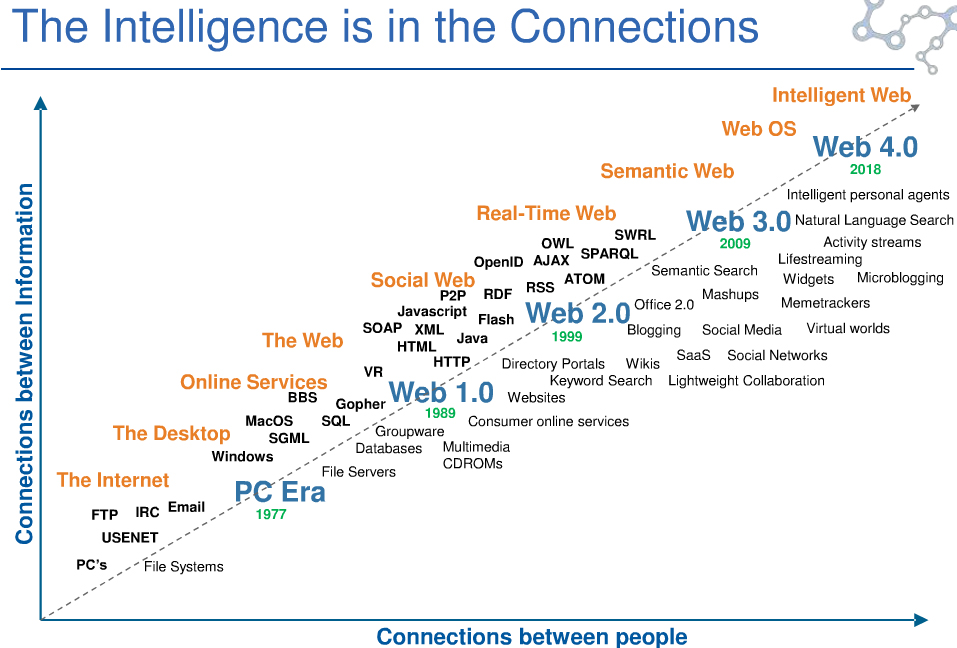 The Intelligence is in the Connections
Intelligent Web
Web OS
Web 4.0
2018
Semantic Web
Intelligent personal agents
Real-Time Web
Web 3.0
Natural Language Search
2009
SWRL
OWL
SPARQL
Activity streams
OpenID
AJAX
Lifestreaming
Semantic Search
Social Web
ATOM
Widgets
Microblogging
P2P
RDF
RSS
Mashups
Office 2.0
Memetrackers
Javascript
Flash
Web 2.0
1999
SOAP
XML
Java
Blogging
Social Media
Virtual worlds
The Web
HTML
HTTP
SaaS
Social Networks
Directory Portals
Wikis
VR
Keyword Search
Lightweight Collaboration
Online Services
Web 1.0
1989
Websites
BBS
Gopher
MacOS
SQL
Consumer online services
The Desktop
SGML
Groupware
Databases
Multimedia
CDROMs
Windows
File Servers
The Internet
PC Era
1977
FTP
IRC
Email
USENET
PC's
File Systems
Connections between Information
Connections between people